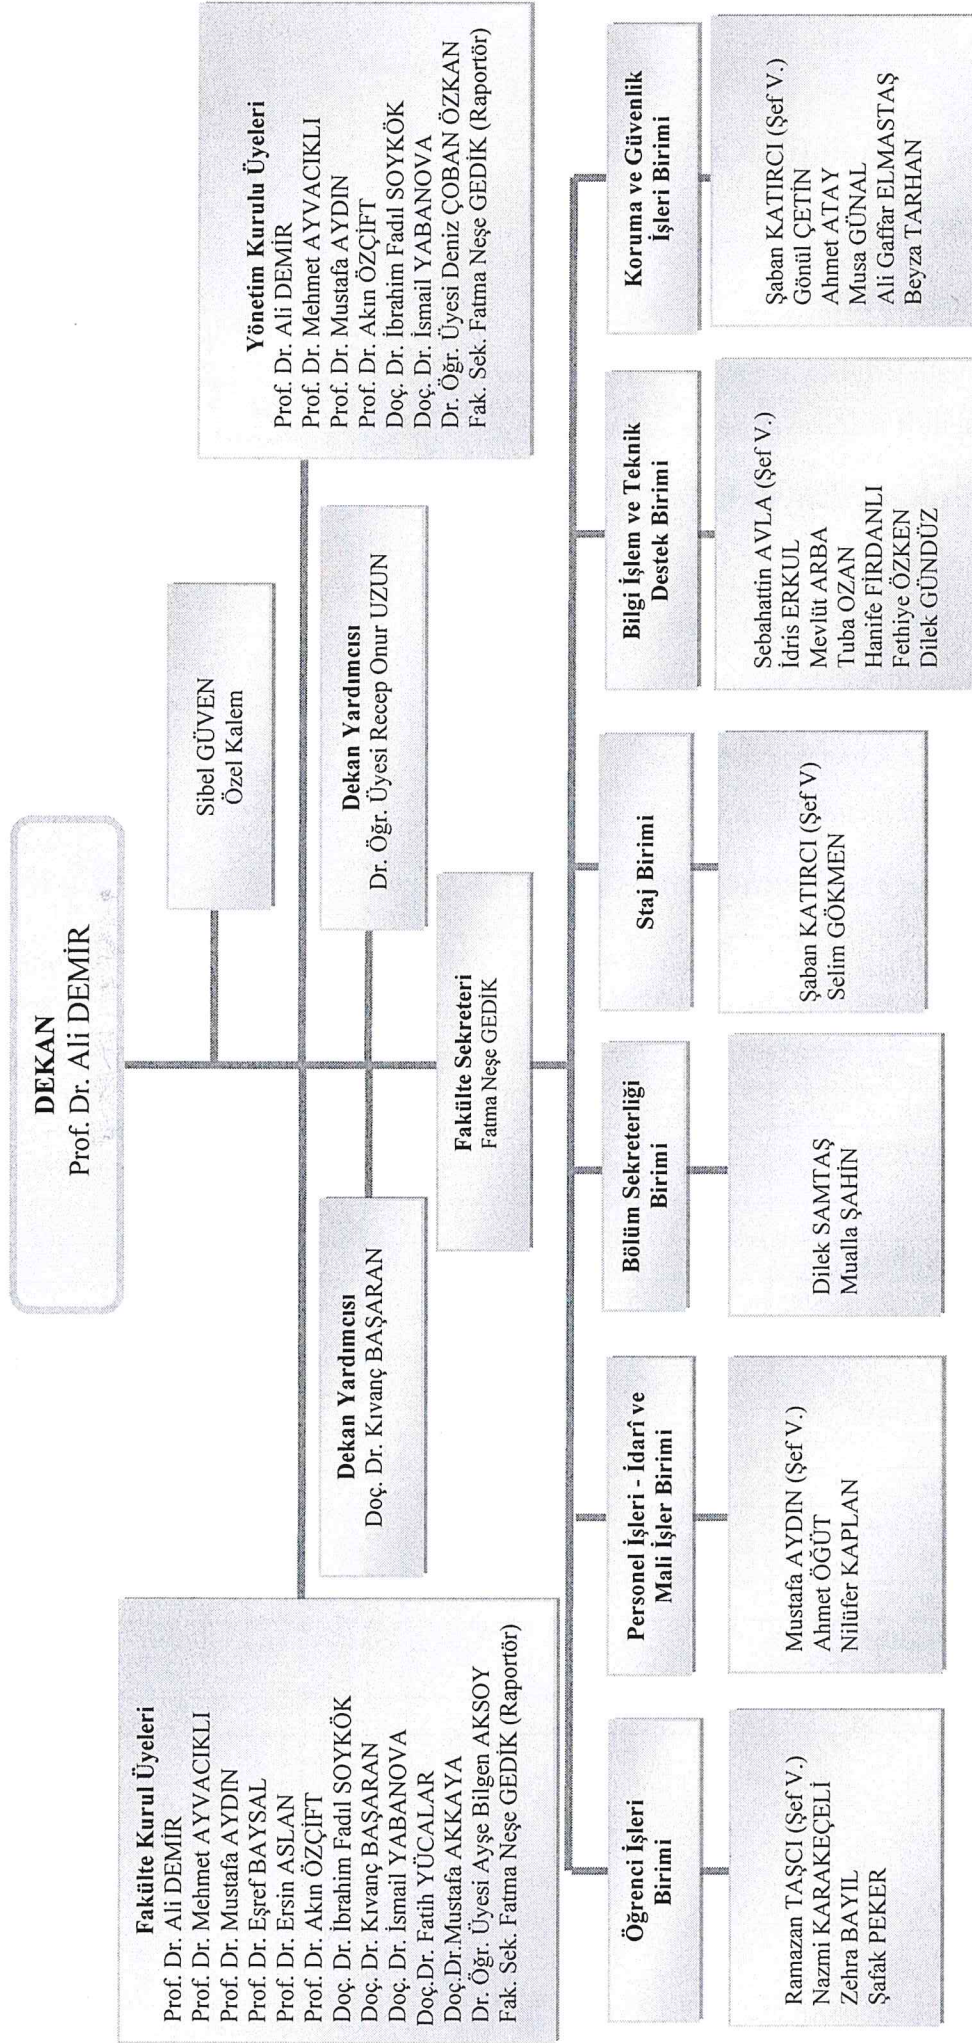 DEKAN
Prof. Dr. Ali DEMİR
Sibel GÜVEN
Özel Kalem
Fakülte Kurul Üyeleri
Prof. Dr. Ali DEMİR
Prof. Dr. Mehmet AYVACIKLI
Prof. Dr. Mustafa AYDIN
Prof. Dr. Eşref BAYSAL
Prof. Dr. Ersin ASLAN
Prof. Dr. Akın ÖZÇİFT
Doç. Dr. İbrahim Fadıl SOYKÖK
Doç. Dr. Kıvanç BAŞARAN
Doç. Dr. İsmail YABANOVA
Doç.Dr. Fatih YÜCALAR
Doç.Dr.Mustafa AKKAYA
Dr. Öğr. Üyesi Ayşe Bilgen AKSOY
Fak. Sek. Fatma Neşe GEDİK (Raportör)
Yönetim Kurulu Üyeleri
Prof. Dr. Ali DEMİR
Prof. Dr. Mehmet AYVACIKLI
Prof. Dr. Mustafa AYDIN
Prof. Dr. Akın ÖZÇİFT
Doç. Dr. İbrahim Fadıl SOYKÖK
Doç. Dr. İsmail YABANOVA
Dr. Öğr. Üyesi Deniz ÇOBAN ÖZKAN
Fak. Sek. Fatma Neşe GEDİK (Raportör)
Dekan Yardımcısı
Doç. Dr. Kıvanç BAŞARAN
Dekan Yardımcısı
Dr. Öğr. Üyesi Recep Onur UZUN
Fakülte Sekreteri
Fatma Neşe GEDİK
Öğrenci İşleri
Birimi
Ramazan TAŞCI (Şef V.)
Nazmi KARAKEÇELİ
Zehra BAYIL
Şafak PEKER
Personel İşleri - İdarî ve
Mali İşler Birimi
Mustafa AYDIN (Şef V.)
Ahmet ÖĞÜT
Nilüfer KAPLAN
Bölüm Sekreterliği
Birimi
Dilek SAMTAŞ
Mualla ŞAHİN
Staj Birimi
Şaban KATIRCI (Şef V)
Selim GÖKMEN
Bilgi İşlem ve Teknik
Destek Birimi
Sebahattin AVLA (Şef V.)
İdris ERKUL
Mevlüt ARBA
Tuba OZAN
Hanife FİRDANLI
Fethiye ÖZKEN
Dilek GÜNDÜZ
Koruma ve Güvenlik
İşleri Birimi
Şaban KATIRCI (Şef V.)
Gönül ÇETİN
Ahmet ATAY
Musa GÜNAL
Ali Gaffar ELMASTAŞ
Beyza TARHAN